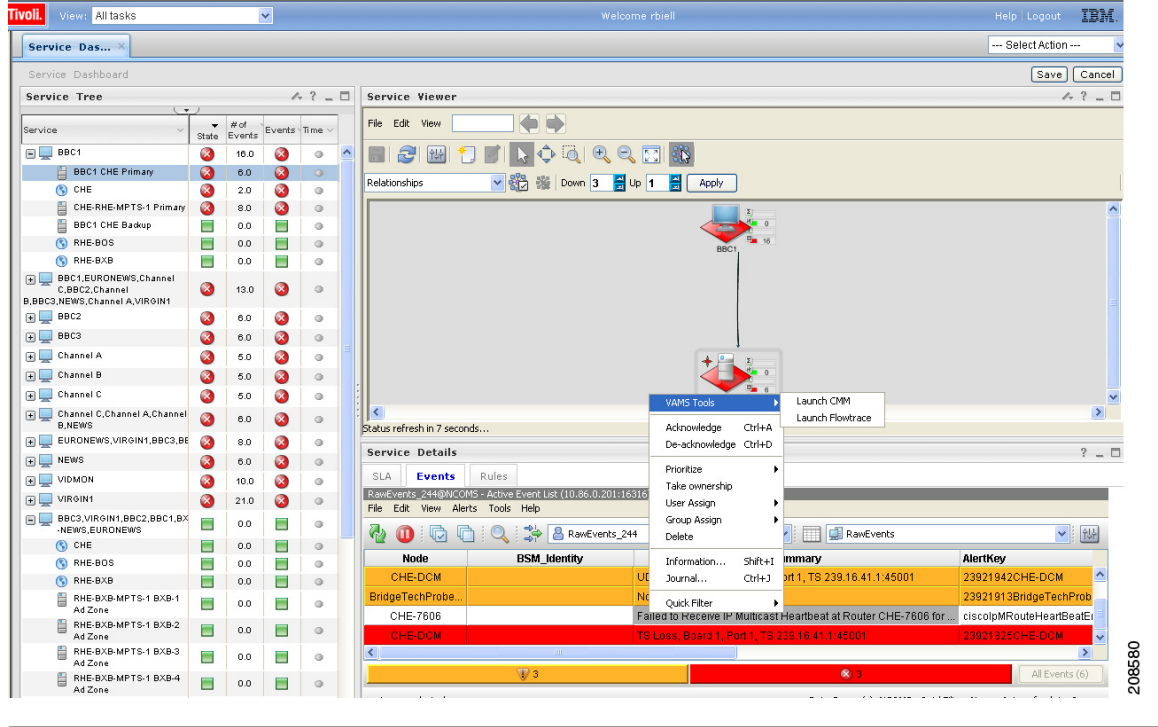 Tivoli. View: All tasks Welcome rbiell Help Logout IBM.
Service Das... --- Select Action ---
Service Dashboard Save Cancel
Service Tree
Service State # of Events Events Time
BBC1 16.0
BBC1 CHE Primary 6.0
CHE 2.0
CHE-RHE-MPTS-1 Primary 8.0
BBC1 CHE Backup 0.0
RHE-BOS 0.0
RHE-BXB 0.0
BBC1,EURONEWS,Channel
C,BBC2,Channel 13.0
B,BBC3,NEWS,Channel A,VIRGIN1
BBC2 6.0
BBC3 6.0
Channel A 5.0
Channel B 5.0
Channel C 5.0
Channel C,Channel A,Channel
B,NEWS 6.0
EURONEWS,VIRGIN1,BBC3,BE 8.0
NEWS 6.0
VIDMON 10.0
VIRGIN1 21.0
BBC3,VIRGIN1,BBC2,BBC1,BX
-NEWS,EURONEWS 0.0
CHE 0.0
RHE-BOS 0.0
RHE-BXB 0.0
RHE-BXB-MPTS-1 BXB-1
Ad Zone 0.0
RHE-BXB-MPTS-1 BXB-2
Ad Zone 0.0
RHE-BXB-MPTS-1 BXB-3
Ad Zone 0.0
RHE-BXB-MPTS-1 BXB-4
Ad Zone 0.0
Service Viewer
File Edit View
Relationships Down 3 Up 1 Apply
0
16
BBC1
0
6
VAMS Tools
Launch CMM
Launch Flowtrace
Acknowledge Ctrl+A
De-acknowledge Ctrl+D
Prioritize
Take ownership
User Assign
Group Assign
Delete
Information... Shift+I
Journal... Ctrl+J
Quick Filter
Status refresh in 7 seconds...
Service Details
SLA Events Rules
RawEvents_244@NCOMS - Active Event List (10.86.0.201:16316
File Edit View Alerts Tools Help
RawEvents_244 RawEvents
Node BSM_Identity mmary AlertKey
CHE-DCM UD ort 1, TS 239.16.41.1:45001 23921942CHE-DCM
BridgeTechProbe... No 23921913BridgeTechProb
CHE-7606 Failed to Receive IP Multicast Heartbeat at Router CHE-7606 for ... ciscoIpMRouteHeartBeatE
CHE-DCM TS Loss, Board 1, Port 1, TS 239.16.41.1:45001 23921825CHE-DCM
3 3 All Events (6)
208580